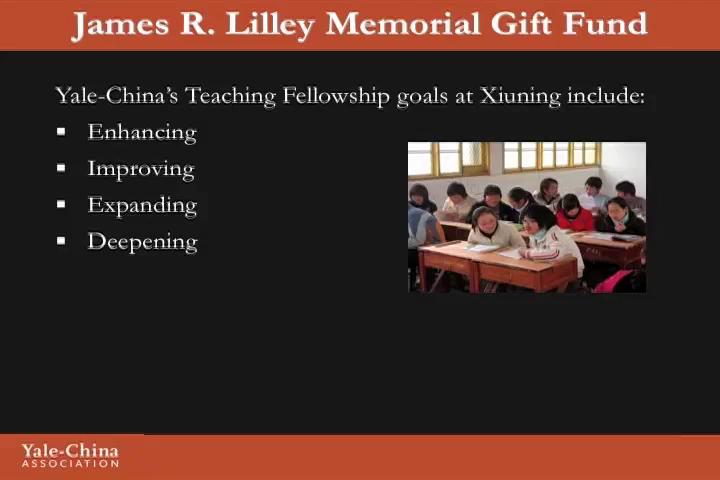 James R. Lilley Memorial Gift Fund
Yale-China's Teaching Fellowship goals at Xiuning include:
▪ Enhancing
▪ Improving
▪ Expanding
▪ Deepening
Yale-China
ASSOCIATION